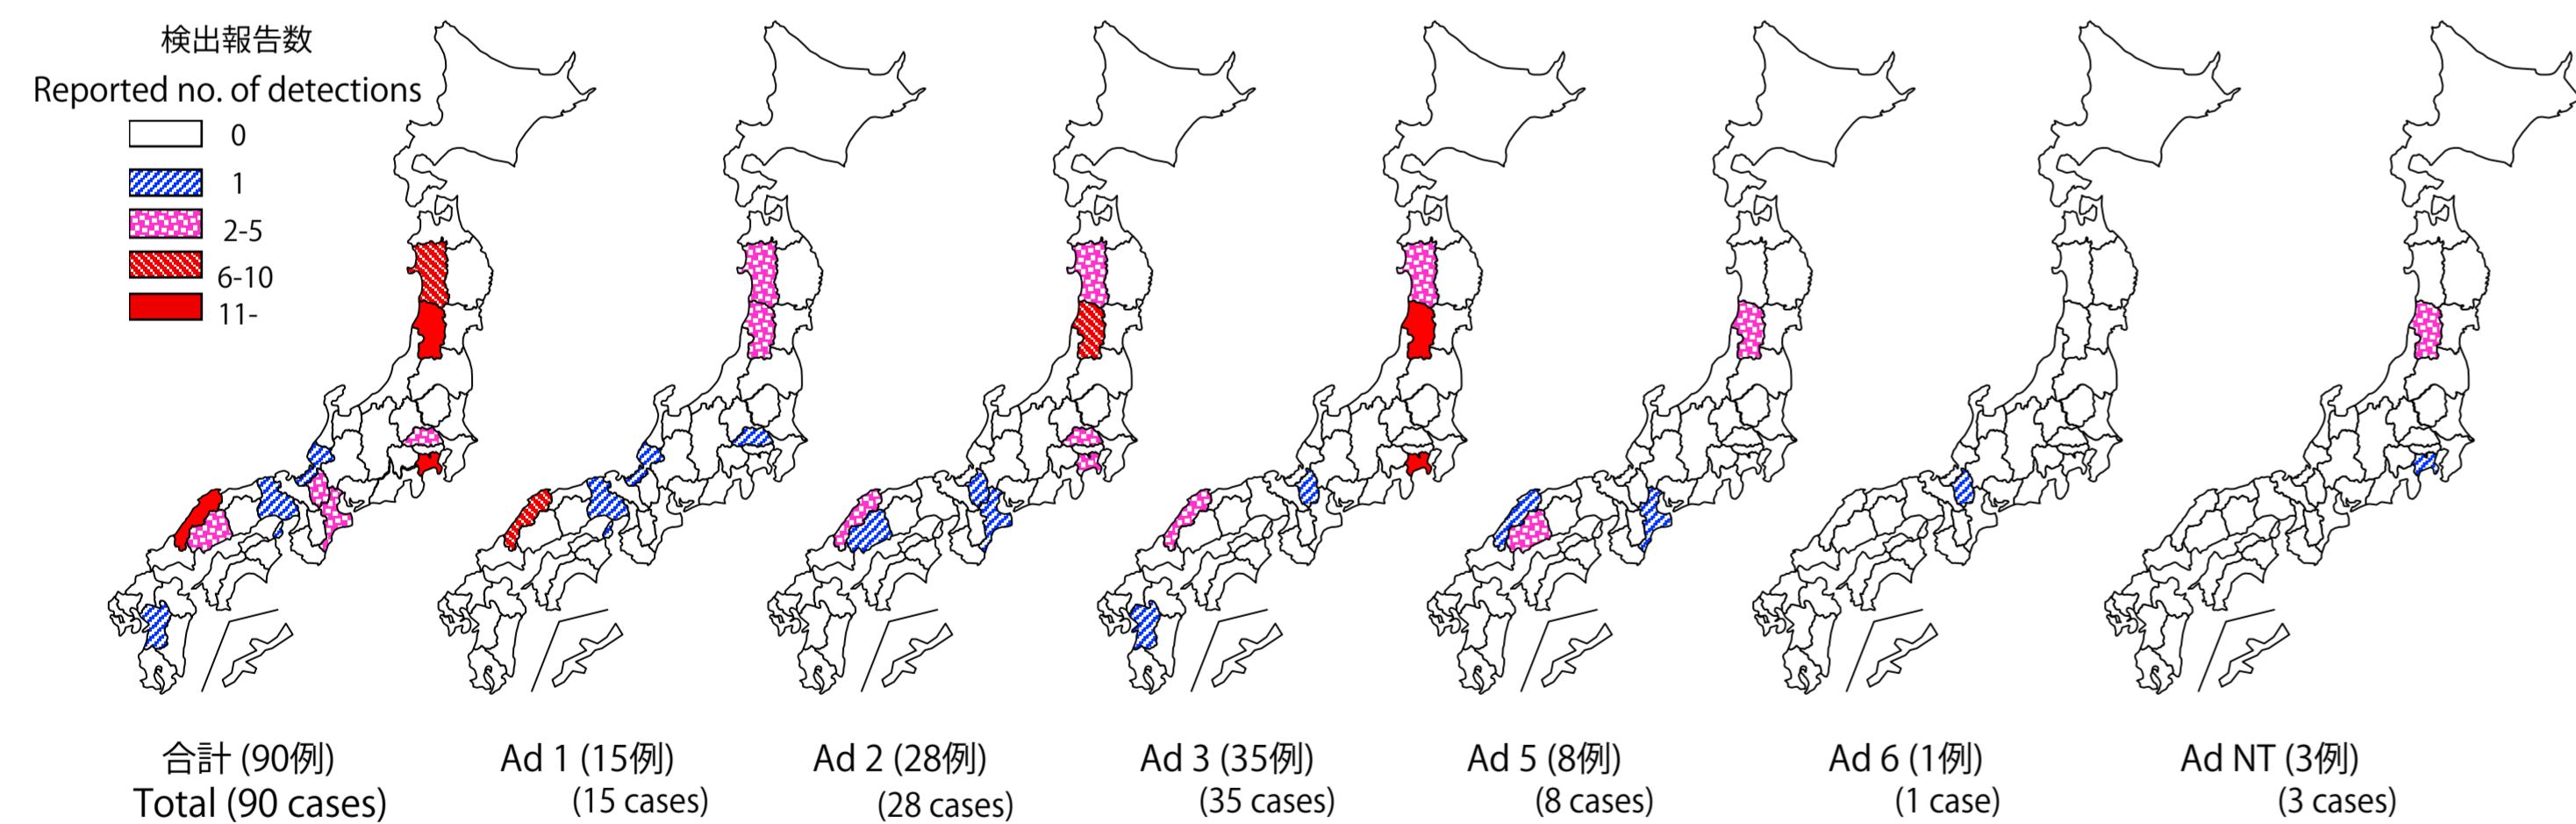 検出報告数
Reported no. of detections
0
1
2-5
6-10
11-
合計 (90例)
Total (90 cases)
Ad 1 (15例)
(15 cases)
Ad 2 (28例)
(28 cases)
Ad 3 (35例)
(35 cases)
Ad 5 (8例)
(8 cases)
Ad 6 (1例)
(1 case)
Ad NT (3例)
(3 cases)